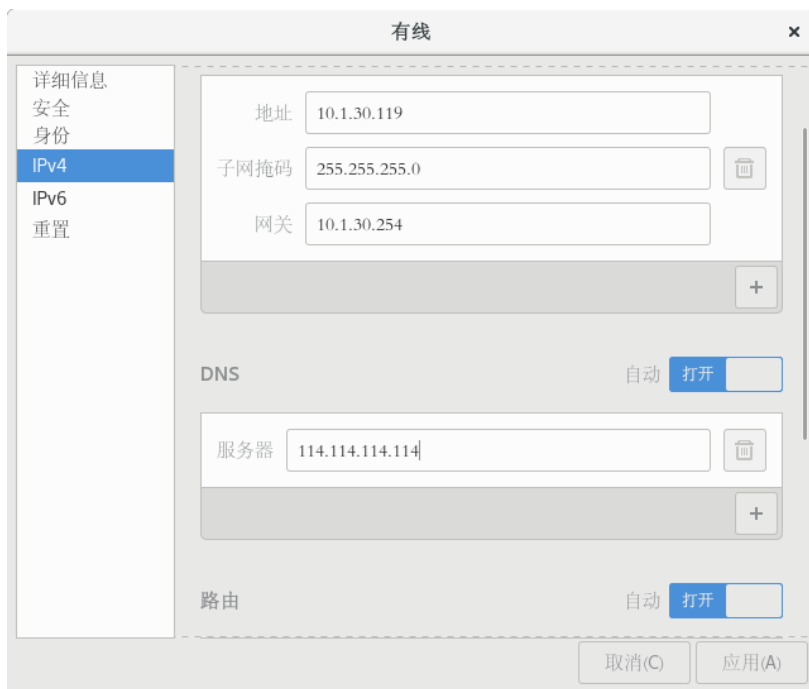 有线
详细信息
安全
身份
IPv4
IPv6
重置
地址 10.1.30.119
子网掩码 255.255.255.0
网关 10.1.30.254
DNS 自动 打开
服务器 114.114.114.114
路由 自动 打开
取消(C) 应用(A)